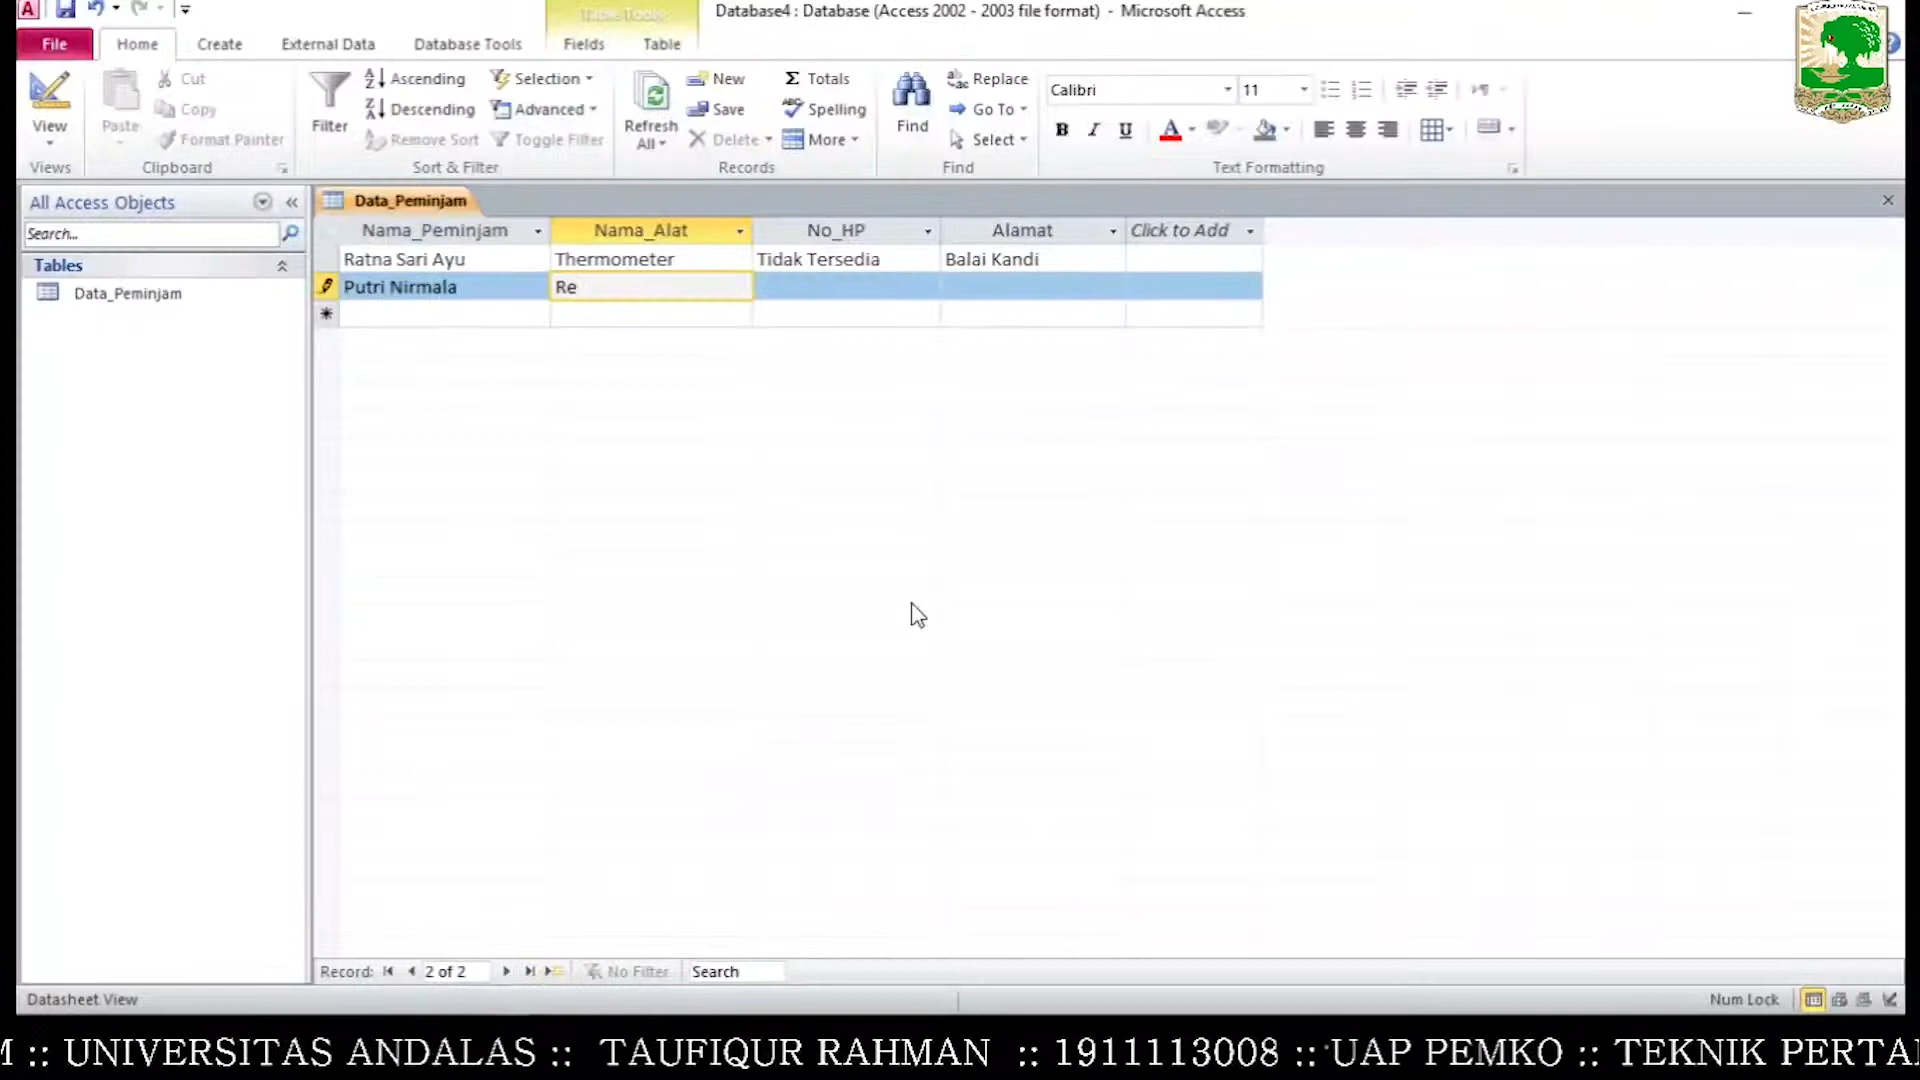 Table Tools
Database4 : Database (Access 2002 - 2003 file format) - Microsoft Access
File Home Create External Data Database Tools Fields Table
Cut
Copy
Format Painter
View Paste
Views Clipboard
Filter
Ascending
Descending
Remove Sort
Selection
Advanced
Toggle Filter
Sort & Filter
Refresh All
New
Save
Delete
Totals
Spelling
More
Records
Find
Replace
Go To
Select
Find
Calibri 11
B I U A
Text Formatting
All Access Objects
Search...
Tables
Data_Peminjam
Data_Peminjam
Nama_Peminjam Nama_Alat No_HP Alamat Click to Add
Ratna Sari Ayu Thermometer Tidak Tersedia Balai Kandi
Putri Nirmala Re
Record: 2 of 2 No Filter Search
Datasheet View Num Lock
M :: UNIVERSITAS ANDALAS :: TAUFIQUR RAHMAN :: 1911113008 :: UAP PEMKO :: TEKNIK PERTA